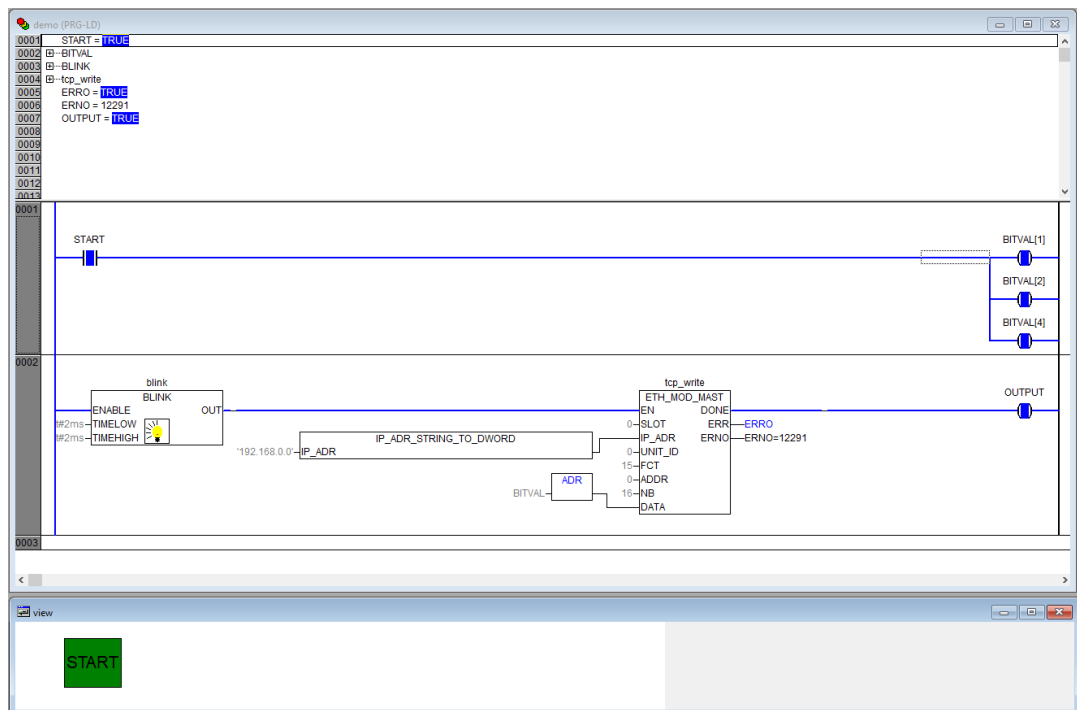 demo (PRG-LD)
0001 START = TRUE
0002 BITVAL
0003 BLINK
0004 tcp_write
0005 ERRO = TRUE
0006 ERNO = 12291
0007 OUTPUT = TRUE
0008
0009
0010
0011
0012
0013
0001
START BITVAL[1]
BITVAL[2]
BITVAL[4]
0002
blink tcp_write
BLINK ETH_MOD_MAST OUTPUT
ENABLE OUT EN DONE
t#2ms TIMELOW 0 SLOT ERR ERRO
t#2ms TIMEHIGH IP_ADR_STRING_TO_DWORD IP_ADR ERNO ERNO=12291
'192.168.0.0' IP_ADR 0 UNIT_ID
15 FCT
ADR 0 ADDR
BITVAL 16 NB
DATA
0003
view
START